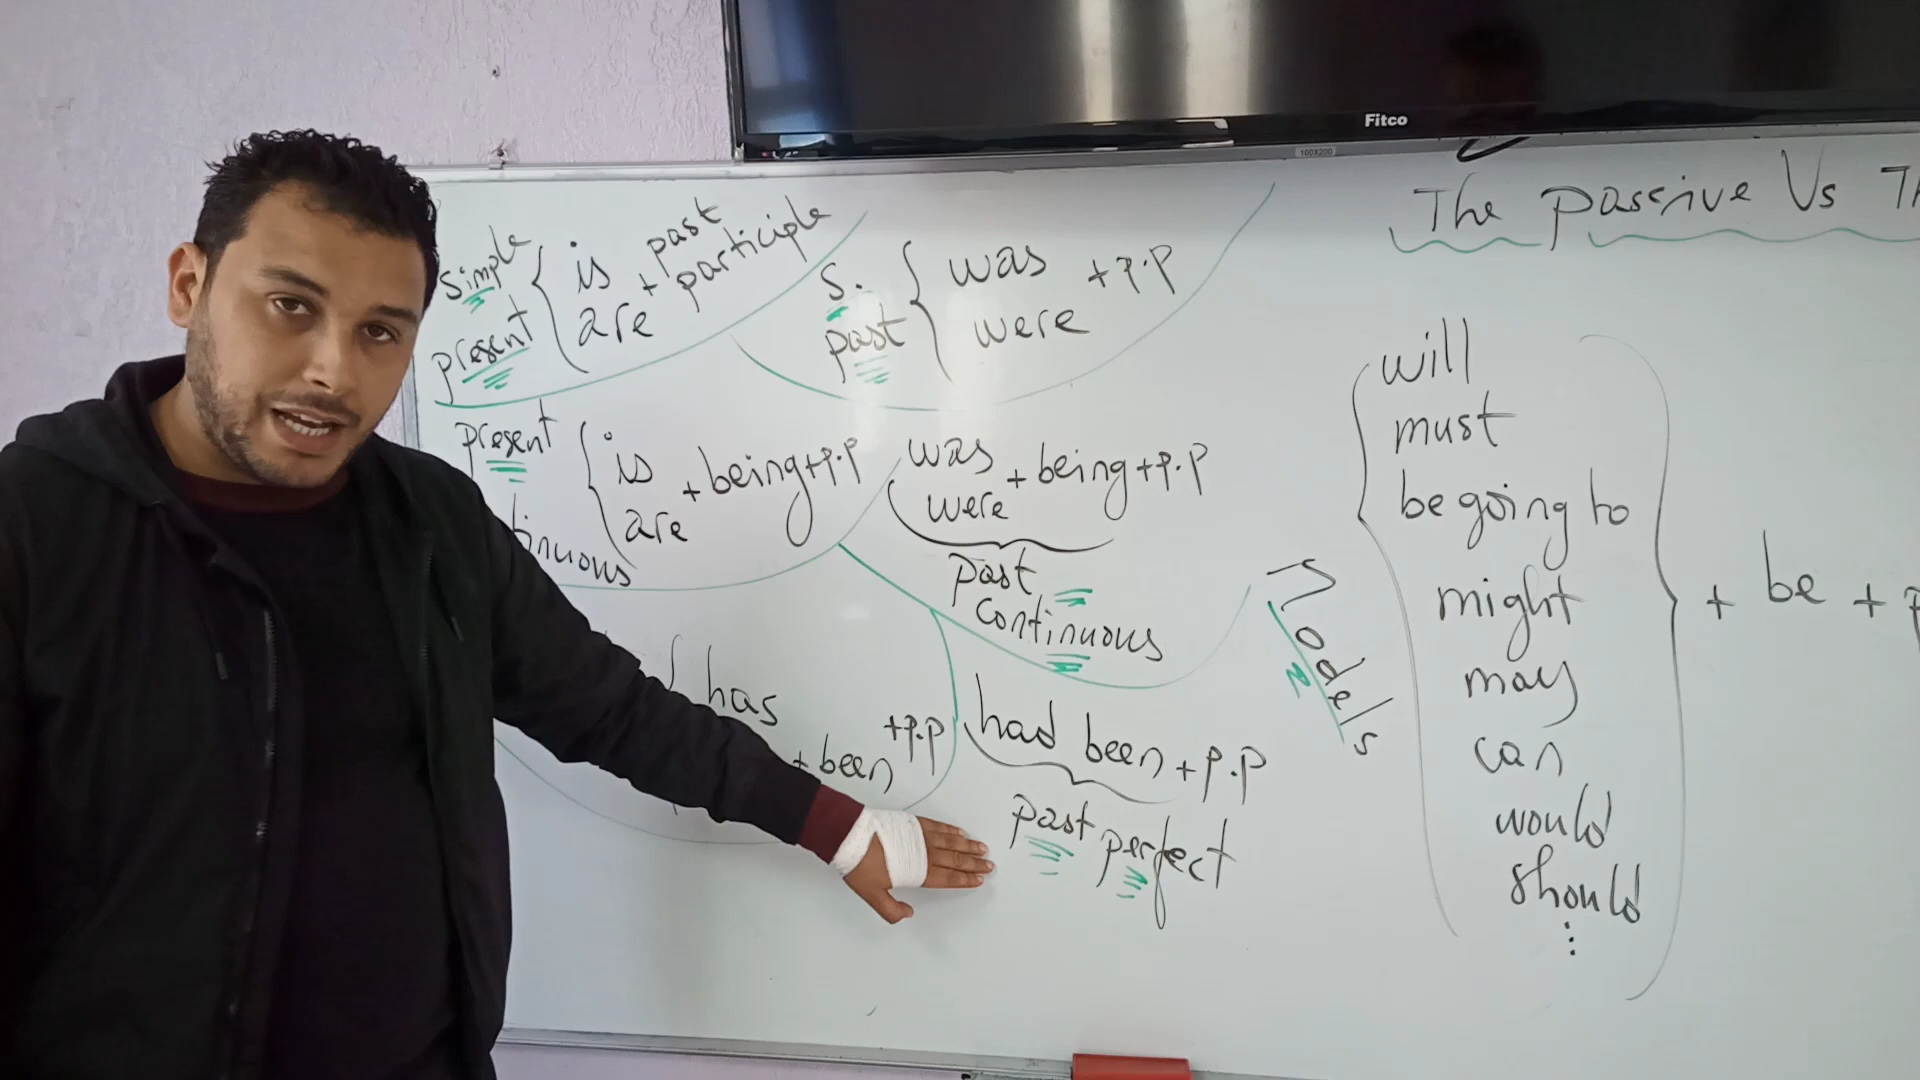 Fitco
100X200
The passive Vs
simple
present
is
are
+ past
participle
S.
past
was
were
+ p.p
present
is
are
+ being + p.p
was
were
+ being + p.p
past
continuous
has
+ been + p.p
had been + p.p
past perfect
Models
will
must
be going to
might
may
can
would
should
⋮
+ be +